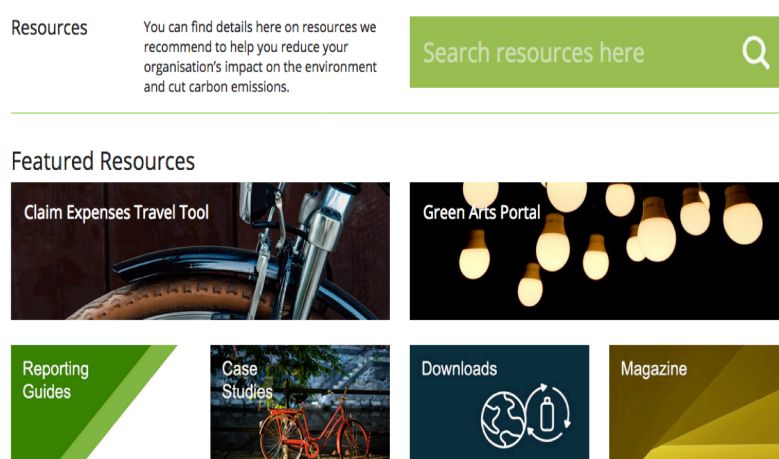 Resources
You can find details here on resources we
recommend to help you reduce your
organisation's impact on the environment
and cut carbon emissions.
Search resources here
Featured Resources
Claim Expenses Travel Tool
Green Arts Portal
Reporting
Guides
Case
Studies
Downloads
Magazine